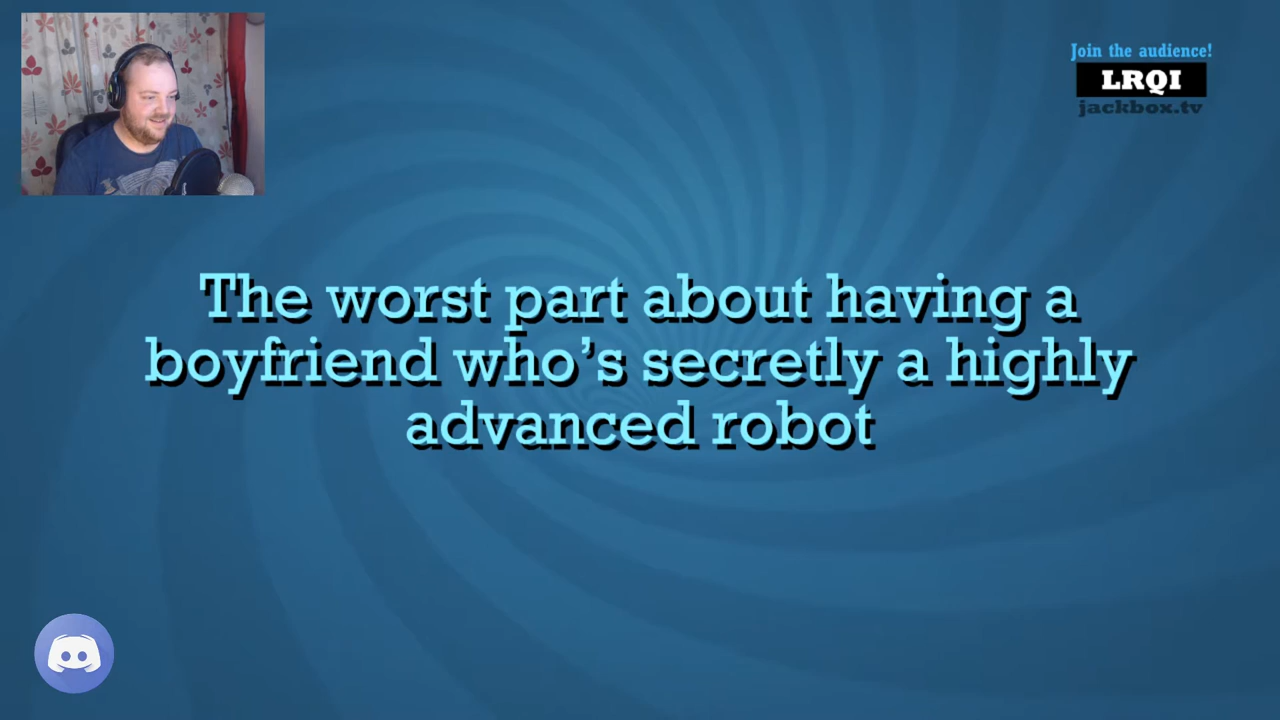 Join the audience!
LRQI
jackbox.tv
The worst part about having a
boyfriend who's secretly a highly
advanced robot